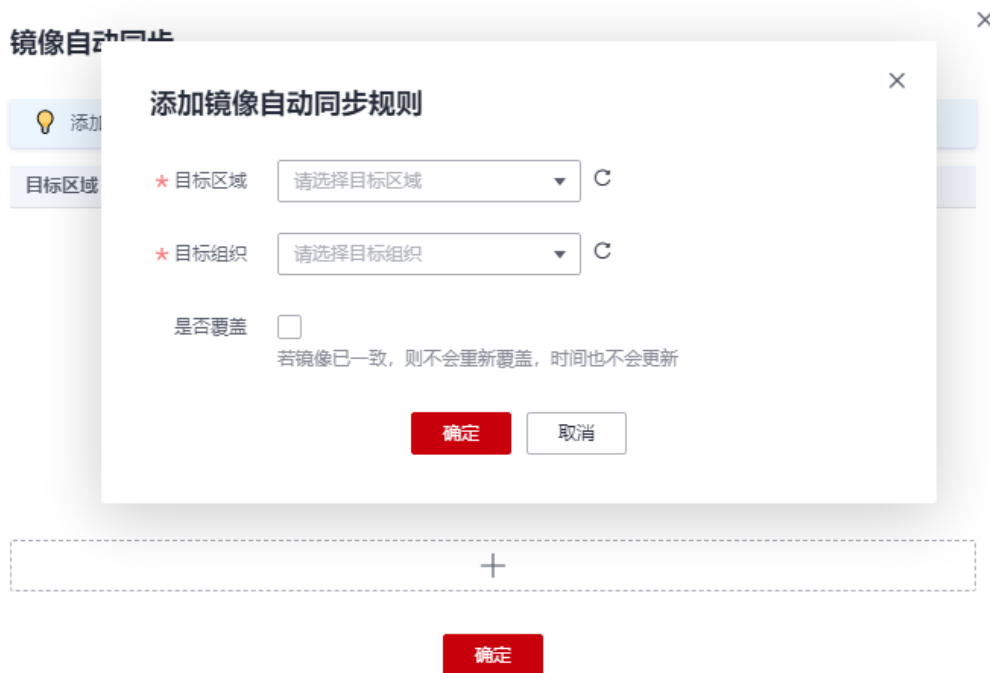 镜像自动同步
添加
目标区域
添加镜像自动同步规则
* 目标区域 请选择目标区域
* 目标组织 请选择目标组织
是否覆盖
若镜像已一致，则不会重新覆盖，时间也不会更新
确定 取消
确定